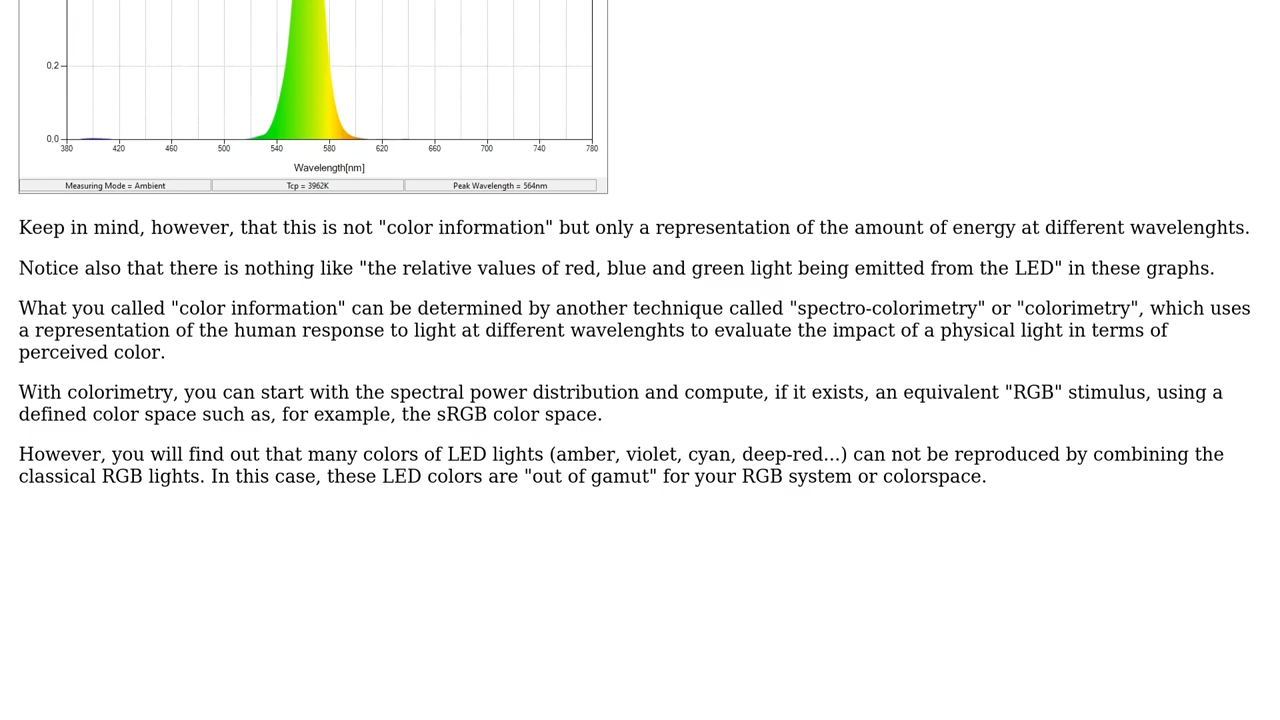 0,2
0,0
380 420 460 500 540 580 620 660 700 740 780
Wavelength[nm]
Measuring Mode = Ambient Tcp = 3962K Peak Wavelength = 564nm
Keep in mind, however, that this is not "color information" but only a representation of the amount of energy at different wavelenghts.
Notice also that there is nothing like "the relative values of red, blue and green light being emitted from the LED" in these graphs.
What you called "color information" can be determined by another technique called "spectro-colorimetry" or "colorimetry", which uses
a representation of the human response to light at different wavelenghts to evaluate the impact of a physical light in terms of
perceived color.
With colorimetry, you can start with the spectral power distribution and compute, if it exists, an equivalent "RGB" stimulus, using a
defined color space such as, for example, the sRGB color space.
However, you will find out that many colors of LED lights (amber, violet, cyan, deep-red...) can not be reproduced by combining the
classical RGB lights. In this case, these LED colors are "out of gamut" for your RGB system or colorspace.